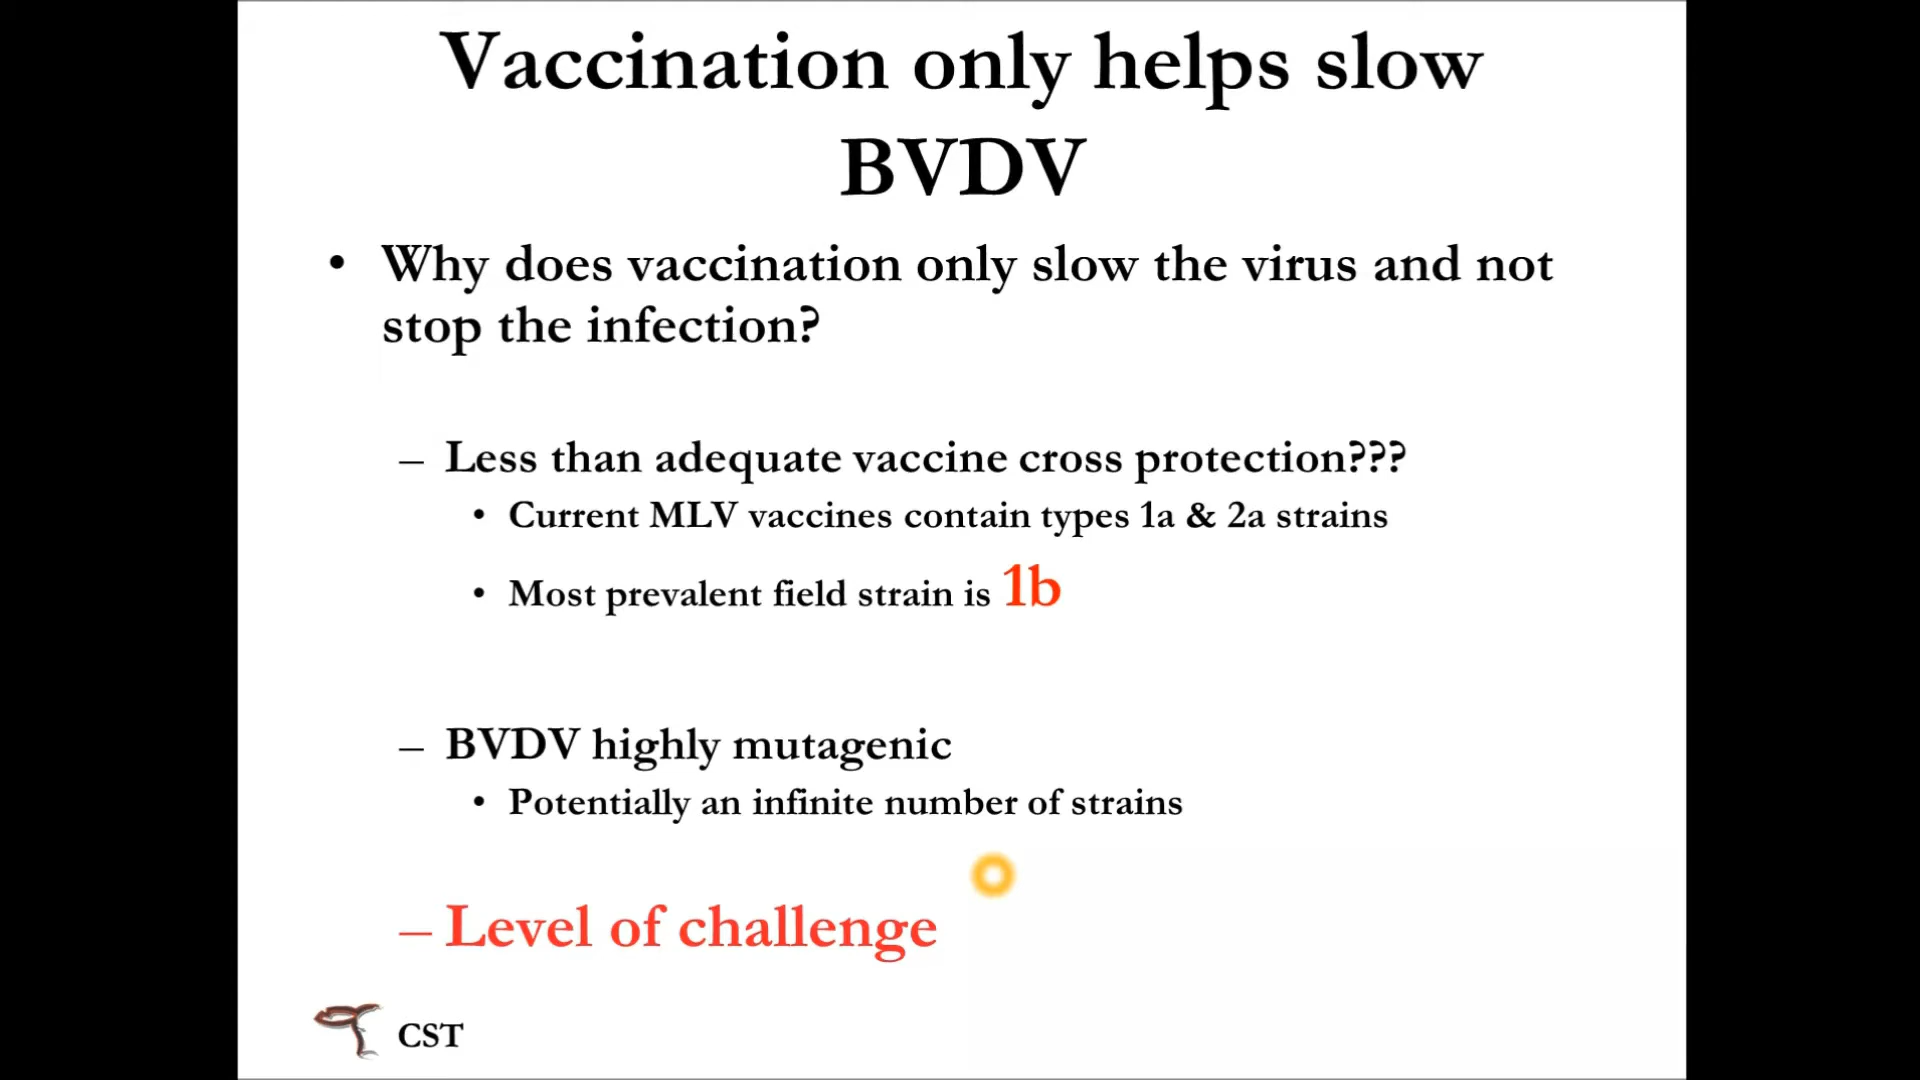 Vaccination only helps slow
BVDV
• Why does vaccination only slow the virus and not
stop the infection?
– Less than adequate vaccine cross protection???
• Current MLV vaccines contain types 1a & 2a strains
• Most prevalent field strain is 1b
– BVDV highly mutagenic
• Potentially an infinite number of strains
– Level of challenge
CST